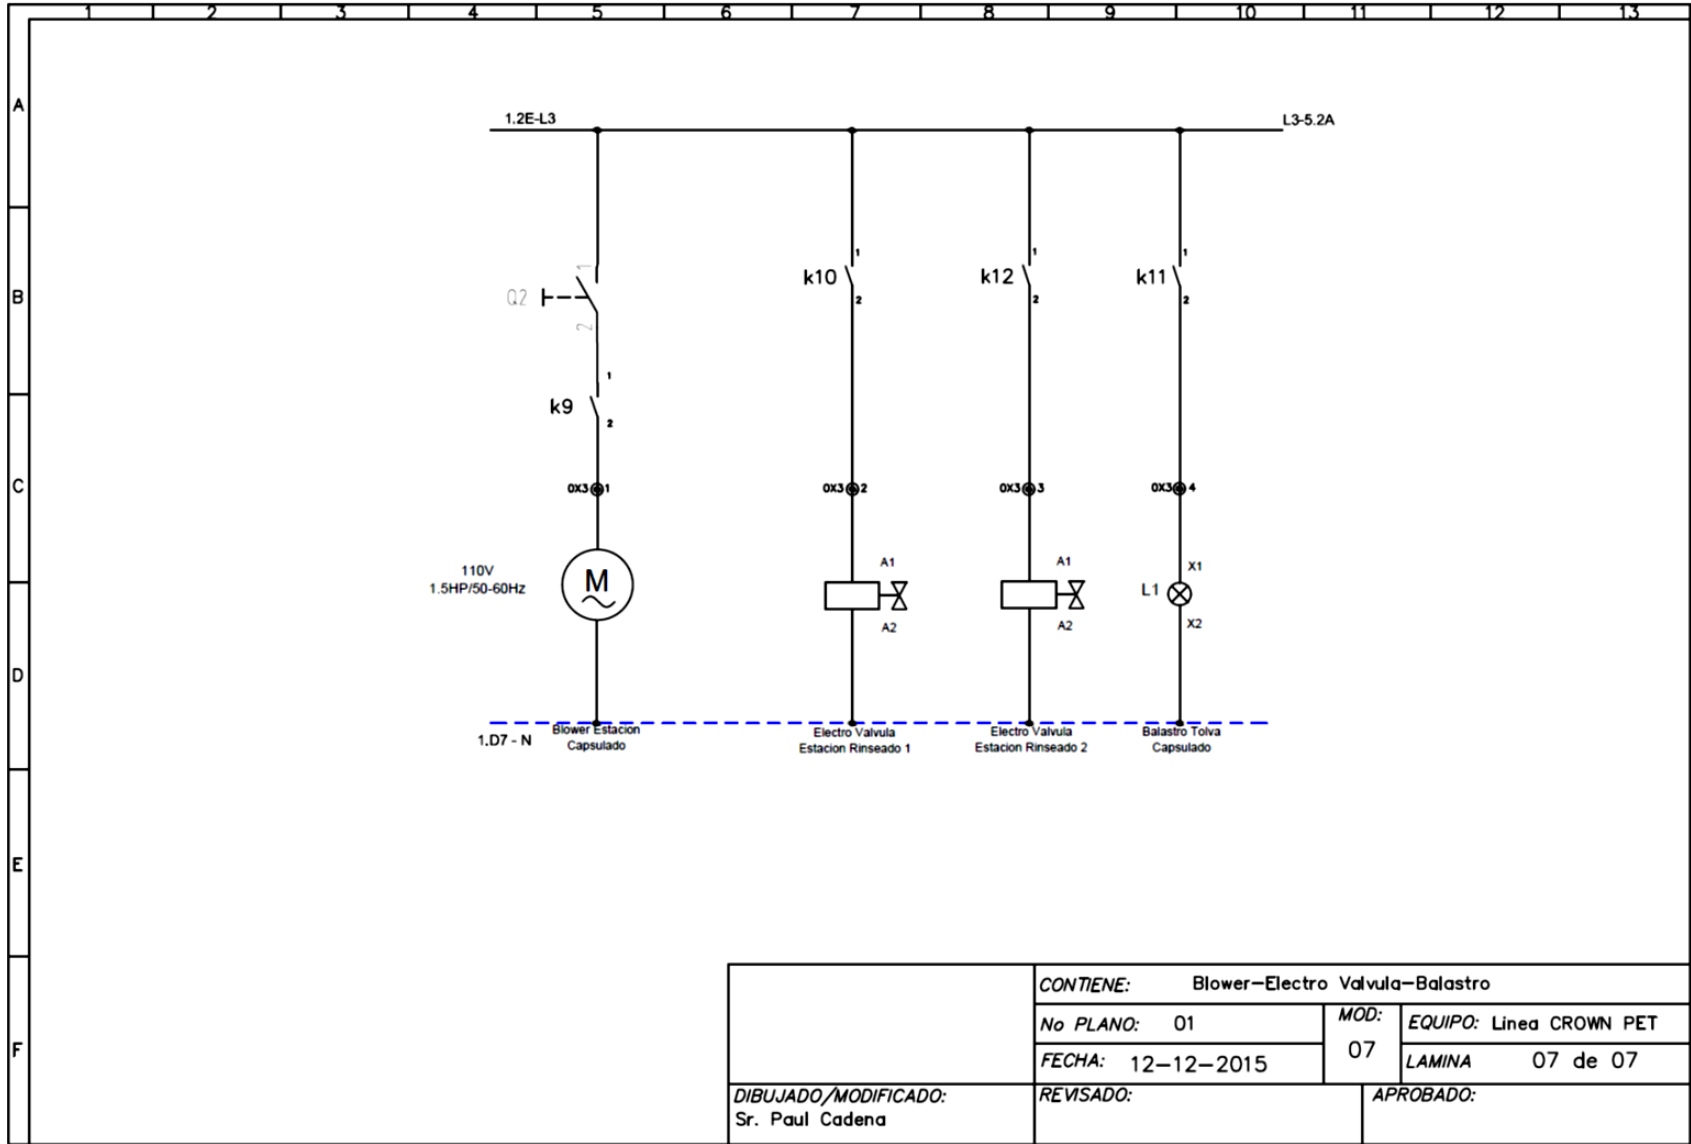 1 2 3 4 5 6 7 8 9 10 11 12 13
A
B
C
D
E
F
1.2E-L3
L3-5.2A
1
Q2
2
1
k9
2
1
k10
2
1
k12
2
1
k11
2
0X3 1
0X3 2
0X3 3
0X3 4
110V
1.5HP/50-60Hz
M
A1
A2
A1
A2
X1
L1
X2
1.D7 - N
Blower Estacion
Capsulado
Electro Valvula
Estacion Rinseado 1
Electro Valvula
Estacion Rinseado 2
Balastro Tolva
Capsulado
CONTIENE: Blower-Electro Valvula-Balastro
No PLANO: 01
MOD:
07
EQUIPO: Linea CROWN PET
FECHA: 12-12-2015
LAMINA 07 de 07
DIBUJADO/MODIFICADO:
Sr. Paul Cadena
REVISADO:
APROBADO: